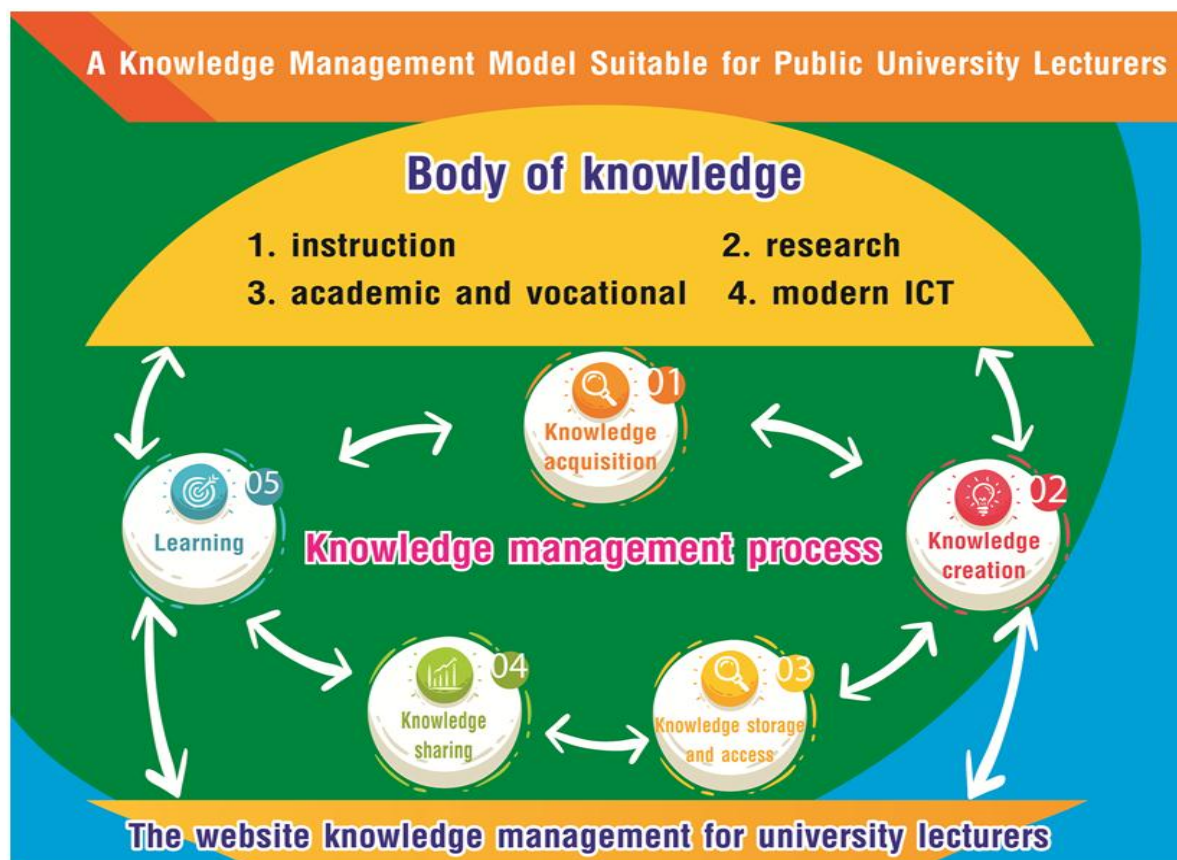 A Knowledge Management Model Suitable for Public University Lecturers
Body of knowledge
1. instruction
2. research
3. academic and vocational
4. modern ICT
01
Knowledge
acquisition
02
Knowledge
creation
05
Learning
Knowledge management process
04
Knowledge
sharing
03
Knowledge storage
and access
The website knowledge management for university lecturers